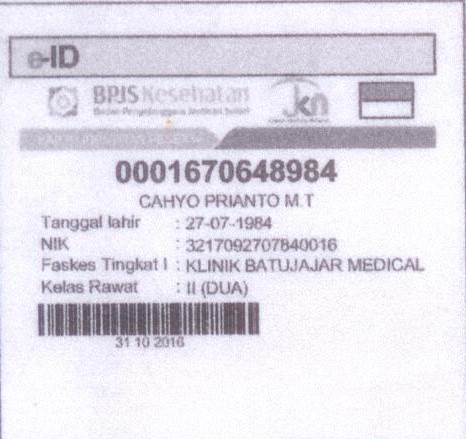 e-ID
BPJS Kesehatan
Badan Penyelenggara Jaminan Sosial
jkn
0001670648984
CAHYO PRIANTO M.T
Tanggal lahir : 27-07-1984
NIK : 3217092707840016
Faskes Tingkat I : KLINIK BATUJAJAR MEDICAL
Kelas Rawat : II (DUA)
31 10 2016